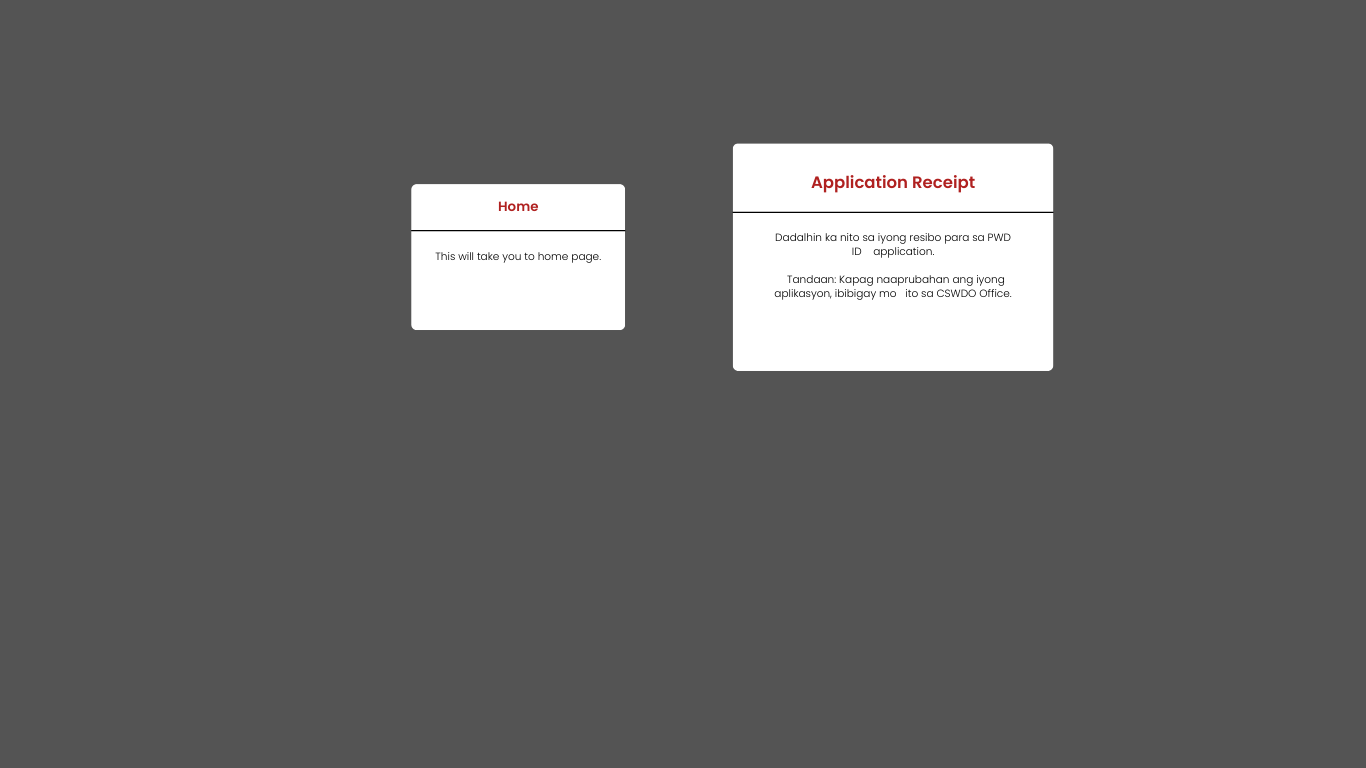 Home
This will take you to home page.
Application Receipt
Dadalhin ka nito sa iyong resibo para sa PWD
ID application.
Tandaan: Kapag naaprubahan ang iyong
aplikasyon, ibibigay mo ito sa CSWDO Office.